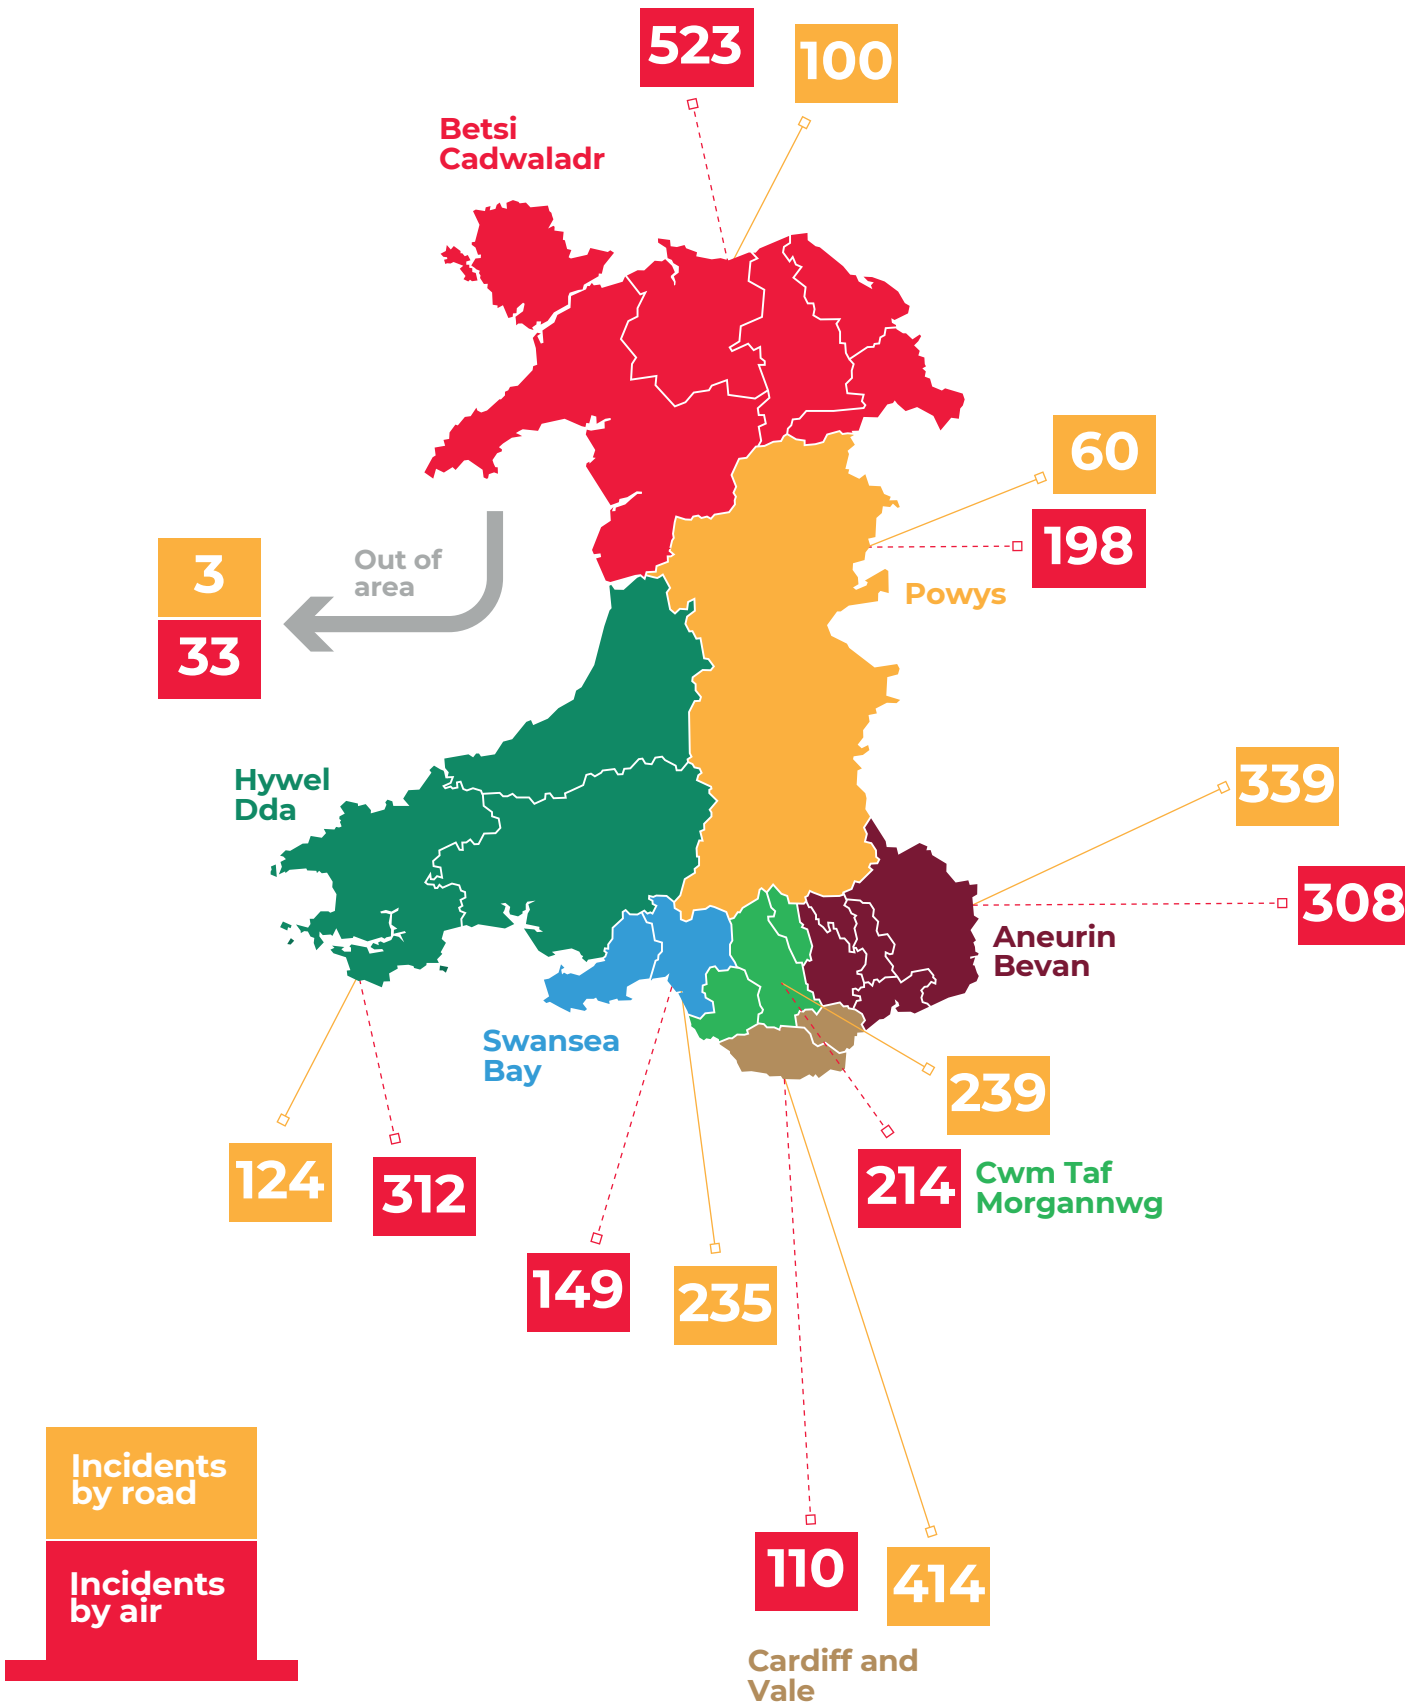 523
100
Betsi
Cadwaladr
60
198
Powys
Out of
area
3
33
Hywel
Dda
339
308
Aneurin
Bevan
Swansea
Bay
239
214
Cwm Taf
Morgannwg
124
312
149
235
110
414
Cardiff and
Vale
Incidents
by road
Incidents
by air